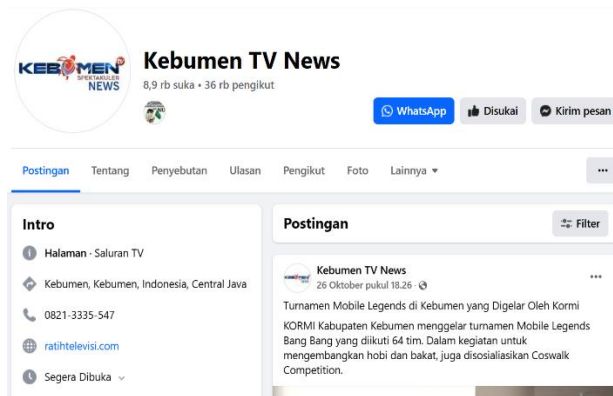 KEBUMEN
SPEKTAKULER
NEWS
TV
Kebumen TV News
8,9 rb suka • 36 rb pengikut
WhatsApp
Disukai
Kirim pesan
Postingan
Tentang
Penyebutan
Ulasan
Pengikut
Foto
Lainnya
Intro
Halaman · Saluran TV
Kebumen, Kebumen, Indonesia, Central Java
0821-3335-547
ratihtelevisi.com
Segera Dibuka
Postingan
Filter
Kebumen TV News
26 Oktober pukul 18.26 ·
Turnamen Mobile Legends di Kebumen yang Digelar Oleh Kormi
KORMI Kabupaten Kebumen menggelar turnamen Mobile Legends
Bang Bang yang diikuti 64 tim. Dalam kegiatan untuk
mengembangkan hobi dan bakat, juga disosialiasikan Coswalk
Competition.